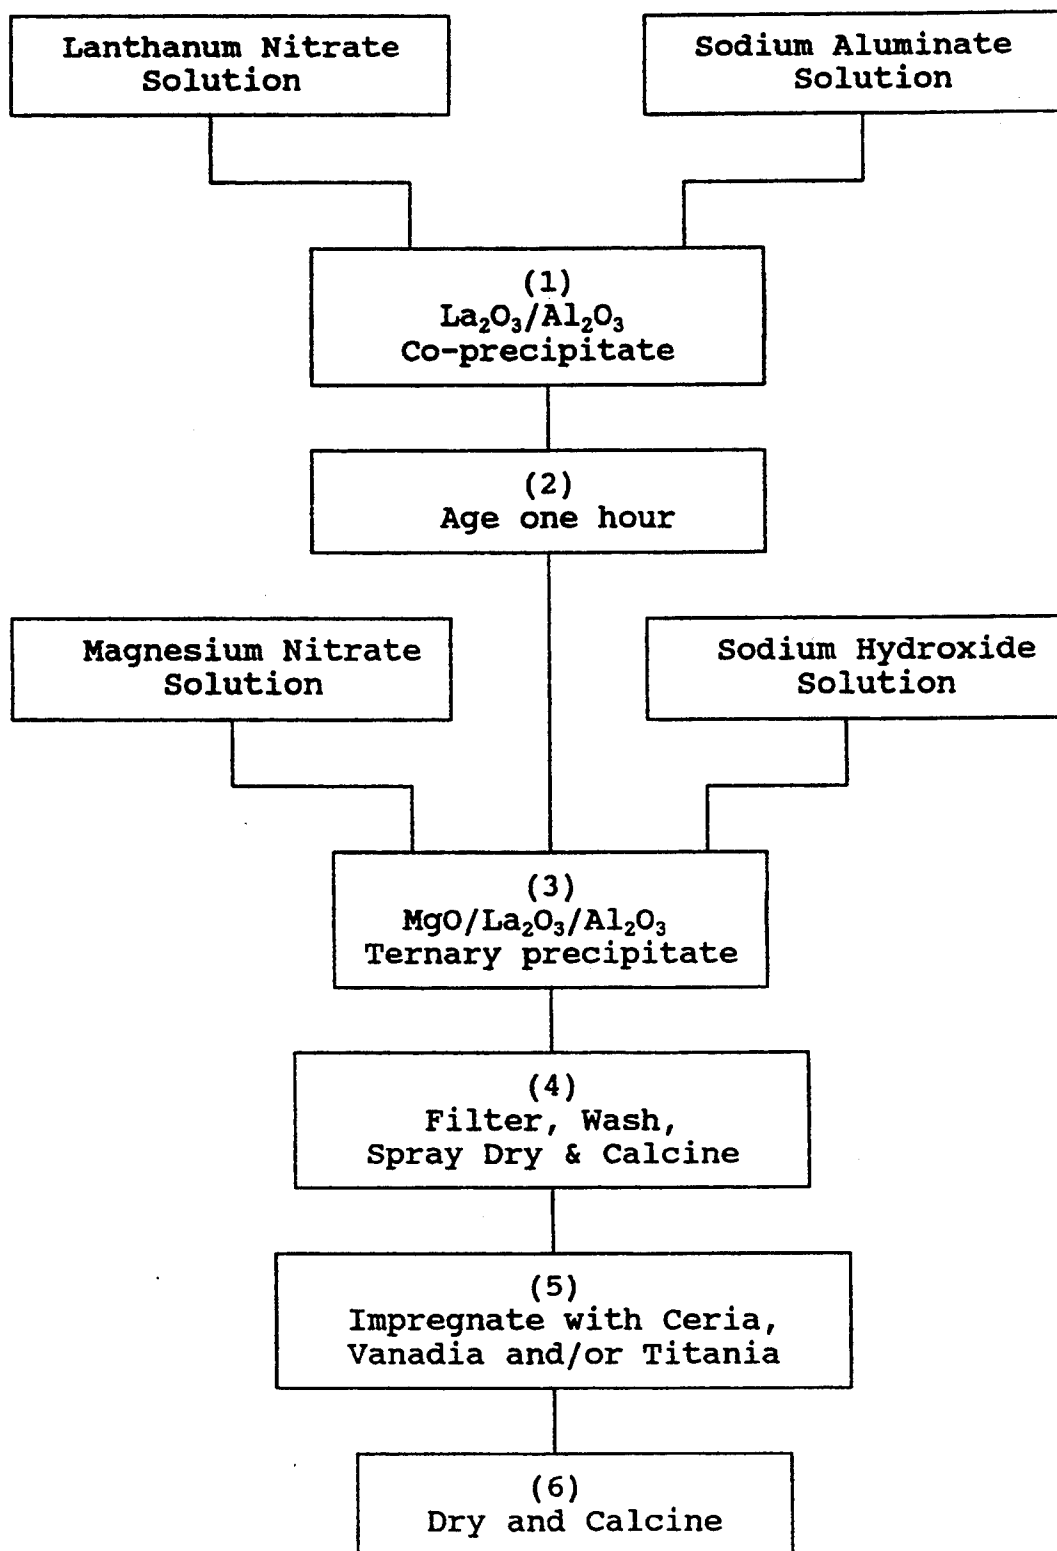 Lanthanum Nitrate
Solution
Sodium Aluminate
Solution
(1)
La₂O₃/Al₂O₃
Co-precipitate
(2)
Age one hour
Magnesium Nitrate
Solution
Sodium Hydroxide
Solution
(3)
MgO/La₂O₃/Al₂O₃
Ternary precipitate
(4)
Filter, Wash,
Spray Dry & Calcine
(5)
Impregnate with Ceria,
Vanadia and/or Titania
(6)
Dry and Calcine